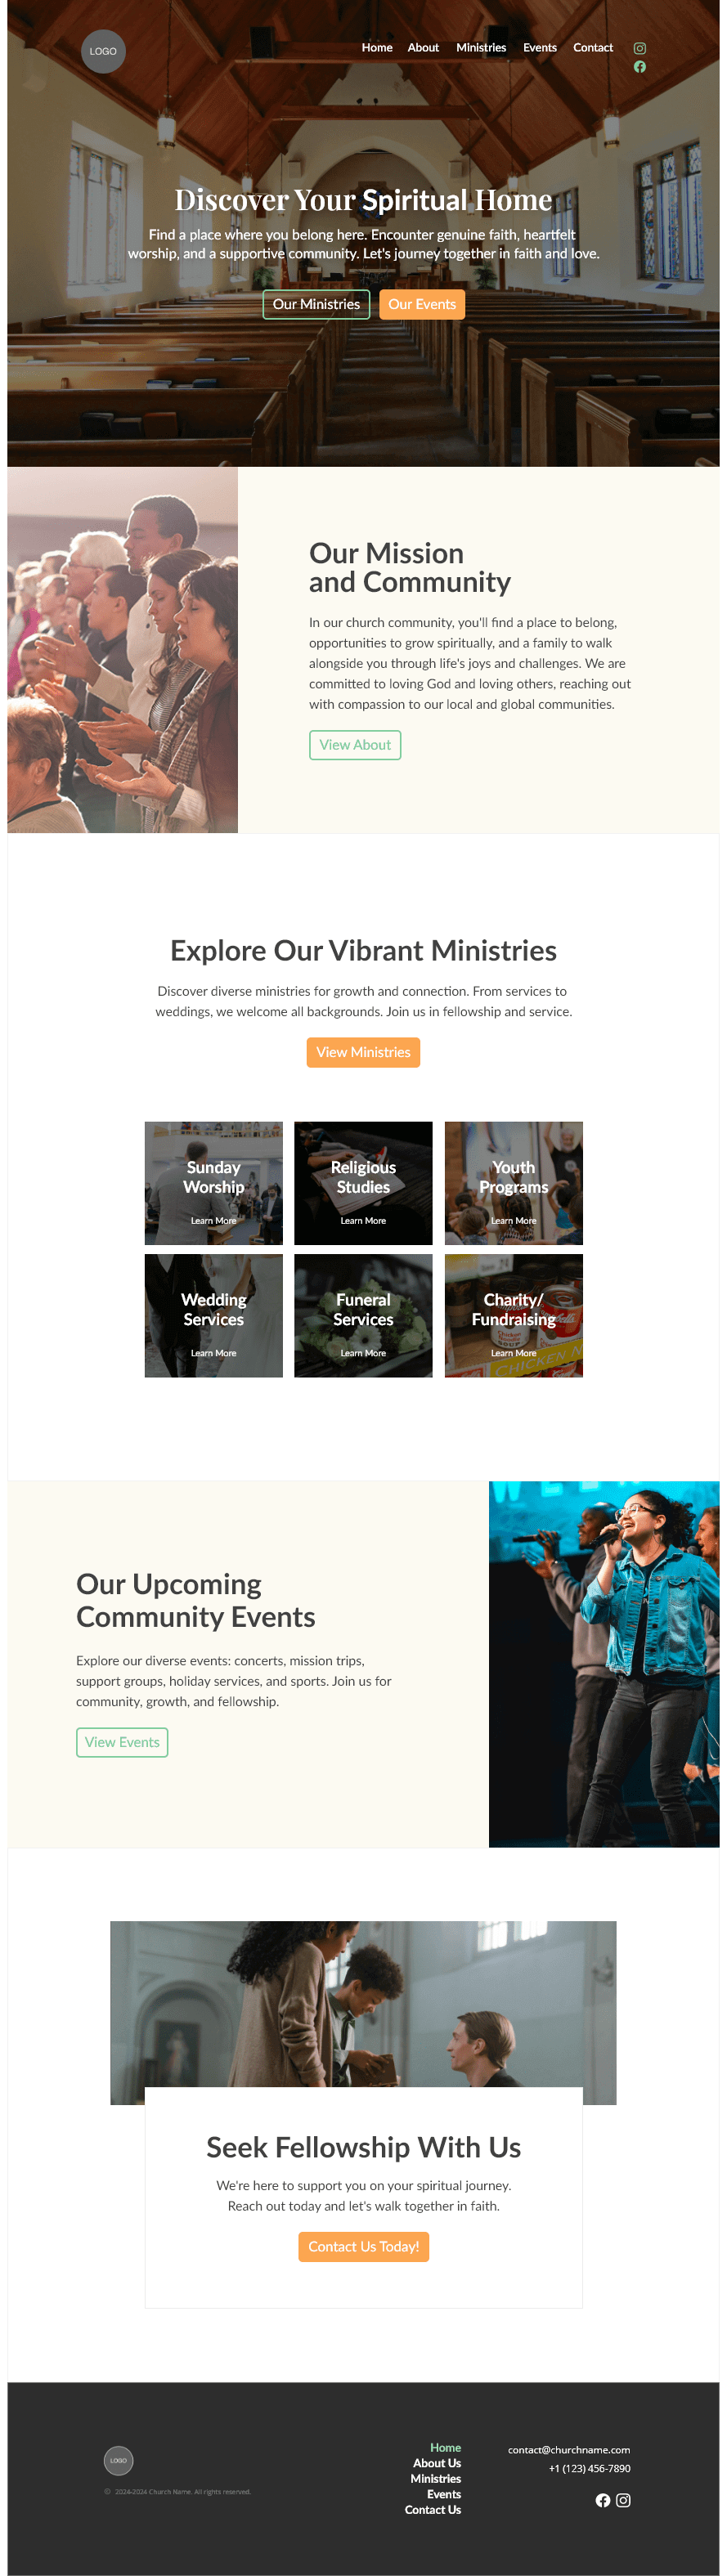 LOGO
Home About Ministries Events Contact
Discover Your Spiritual Home
Find a place where you belong here. Encounter genuine faith, heartfelt
worship, and a supportive community. Let's journey together in faith and love.
Our Ministries Our Events
Our Mission
and Community
In our church community, you'll find a place to belong,
opportunities to grow spiritually, and a family to walk
alongside you through life's joys and challenges. We are
committed to loving God and loving others, reaching out
with compassion to our local and global communities.
View About
Explore Our Vibrant Ministries
Discover diverse ministries for growth and connection. From services to
weddings, we welcome all backgrounds. Join us in fellowship and service.
View Ministries
Sunday
Worship
Learn More
Religious
Studies
Learn More
Youth
Programs
Learn More
Wedding
Services
Learn More
Funeral
Services
Learn More
Charity/
Fundraising
Learn More
CHICKEN N
Our Upcoming
Community Events
Explore our diverse events: concerts, mission trips,
support groups, holiday services, and sports. Join us for
community, growth, and fellowship.
View Events
Seek Fellowship With Us
We're here to support you on your spiritual journey.
Reach out today and let's walk together in faith.
Contact Us Today!
LOGO
© 2024-2024 Church Name. All rights reserved.
Home
About Us
Ministries
Events
Contact Us
contact@churchname.com
+1 (123) 456-7890